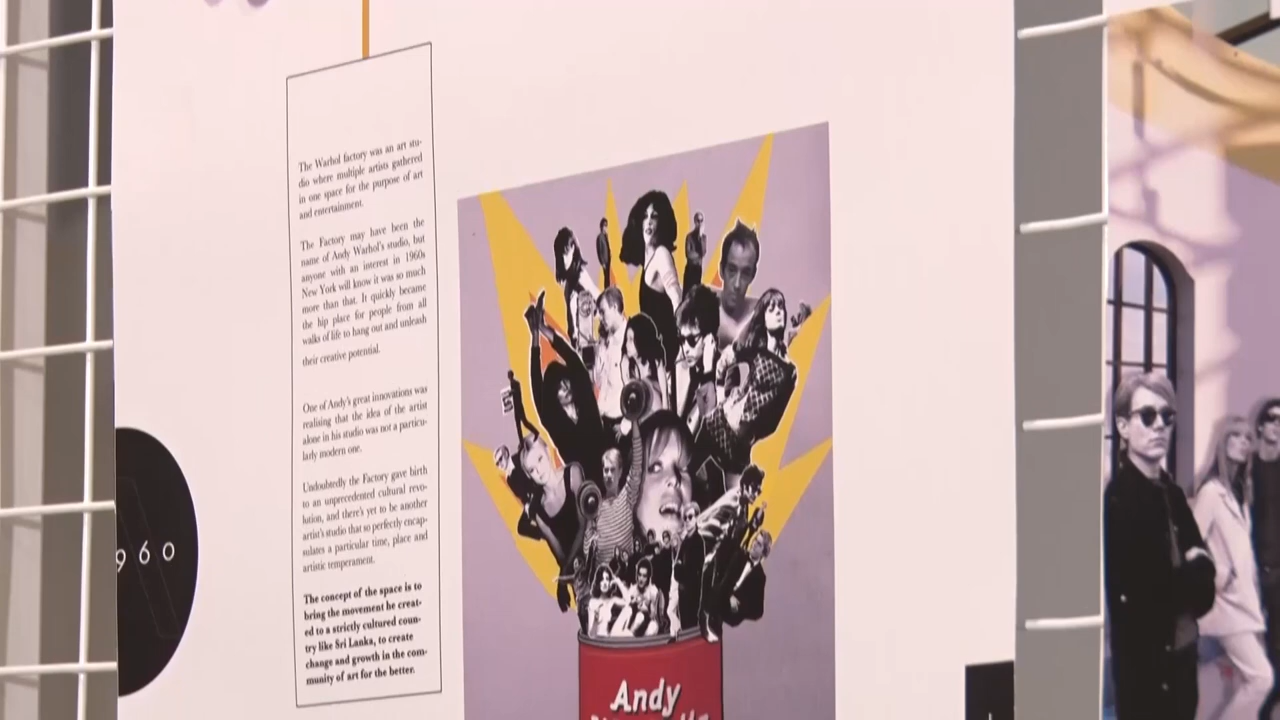 The Warhol factory was an art stu-
dio where multiple artists gathered
in one space for the purpose of art
and entertainment.
The Factory may have been the
name of Andy Warhol's studio, but
anyone with an interest in 1960s
New York will know it was so much
more than that. It quickly became
the hip place for people from all
walks of life to hang out and unleash
their creative potential.
One of Andy's great innovations was
realising that the idea of the artist
alone in his studio was not a particu-
larly modern one.
Undoubtedly the Factory gave birth
to an unprecedented cultural revo-
lution, and there's yet to be another
artist's studio that so perfectly encap-
sulates a particular time, place and
artistic temperament.
The concept of the space is to
bring the movement he creat-
ed to a strictly cultured coun-
try like Sri Lanka, to create
change and growth in the com-
munity of art for the better.
960
5
Andy